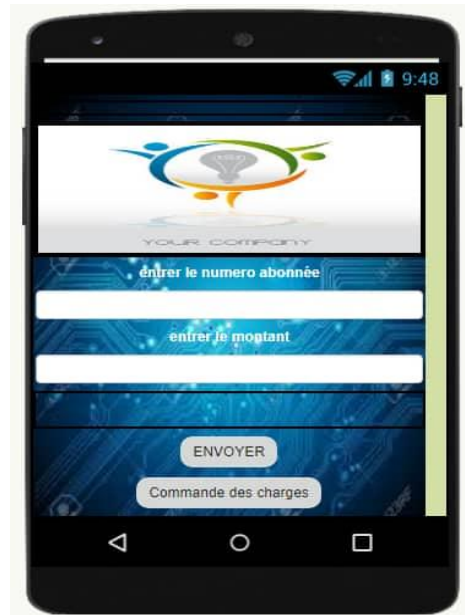 9:48
YOUR COMPANY
entrer le numero abonnée
entrer le montant
ENVOYER
Commande des charges